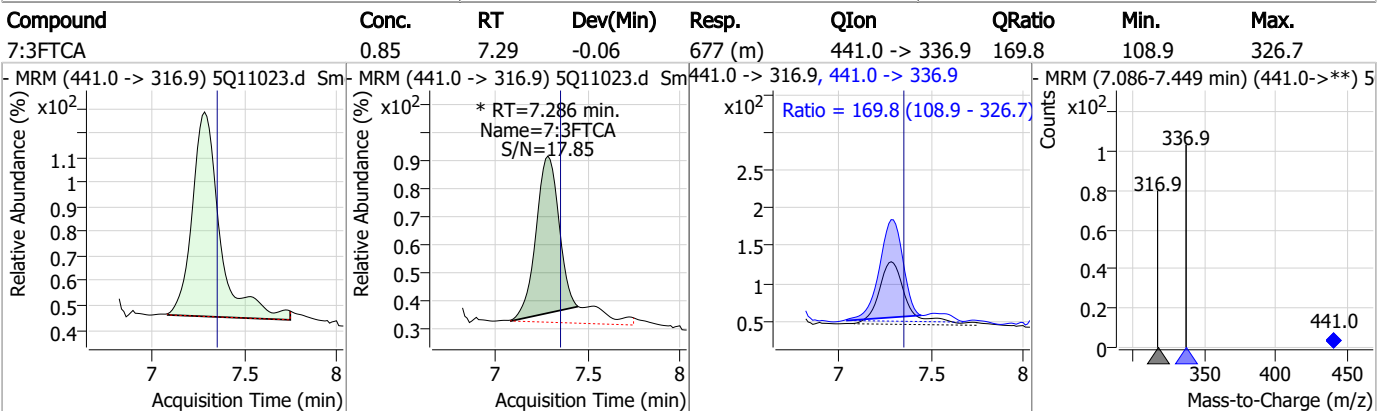 Compound Conc. RT Dev(Min) Resp. QIon QRatio Min. Max.
7:3FTCA 0.85 7.29 -0.06 677 (m) 441.0 -> 336.9 169.8 108.9 326.7
- MRM (441.0 -> 316.9) 5Q11023.d Sm
Relative Abundance (%)
x10²
1.1
1
0.9
0.8
0.7
0.6
0.5
0.4
7 7.5 8
Acquisition Time (min)
- MRM (441.0 -> 316.9) 5Q11023.d Sm
Relative Abundance (%)
x10²
* RT=7.286 min.
Name=7:3FTCA
S/N=17.85
0.9
0.8
0.7
0.6
0.5
0.4
0.3
7 7.5 8
Acquisition Time (min)
441.0 -> 316.9, 441.0 -> 336.9
x10²
Ratio = 169.8 (108.9 - 326.7)
2.5
2
1.5
1
0.5
7 7.5 8
Acquisition Time (min)
- MRM (7.086-7.449 min) (441.0->**) 5
Counts
x10²
336.9
316.9
441.0
1
0.8
0.6
0.4
0.2
0
350 400 450
Mass-to-Charge (m/z)